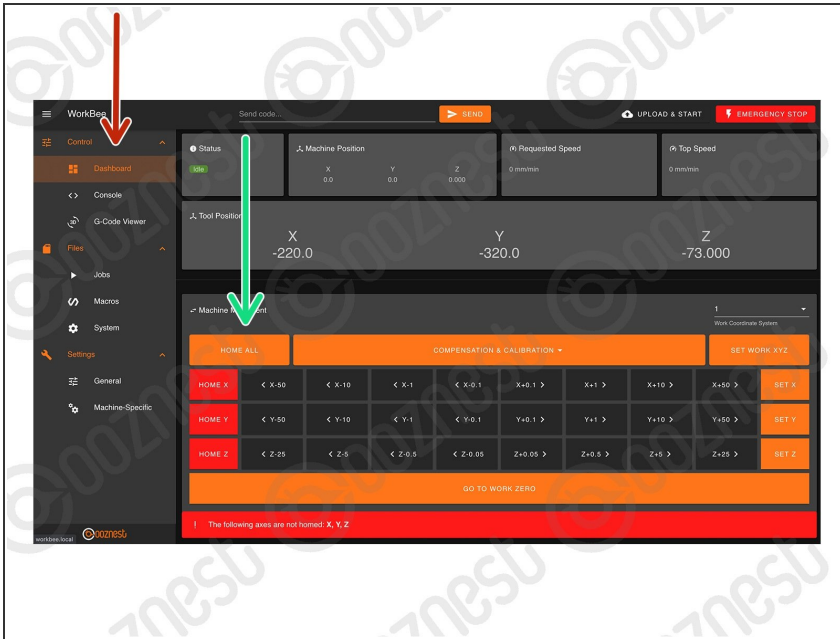 WorkBee
Send code...
SEND
UPLOAD & START
EMERGENCY STOP
Control
Dashboard
Console
G-Code Viewer
Files
Jobs
Macros
System
Settings
General
Machine-Specific
workbee.local
ooznest
Status
Idle
Machine Position
X Y Z
0.0 0.0 0.000
Requested Speed
0 mm/min
Top Speed
0 mm/min
Tool Position
X Y Z
-220.0 -320.0 -73.000
1
Work Coordinate System
HOME ALL COMPENSATION & CALIBRATION SET WORK XYZ
HOME X < X-50 < X-10 < X-1 < X-0.1 X+0.1 > X+1 > X+10 > X+50 > SET X
HOME Y < Y-50 < Y-10 < Y-1 < Y-0.1 Y+0.1 > Y+1 > Y+10 > Y+50 > SET Y
HOME Z < Z-25 < Z-5 < Z-0.5 < Z-0.05 Z+0.05 > Z+0.5 > Z+5 > Z+25 > SET Z
GO TO WORK ZERO
! The following axes are not homed: X, Y, Z